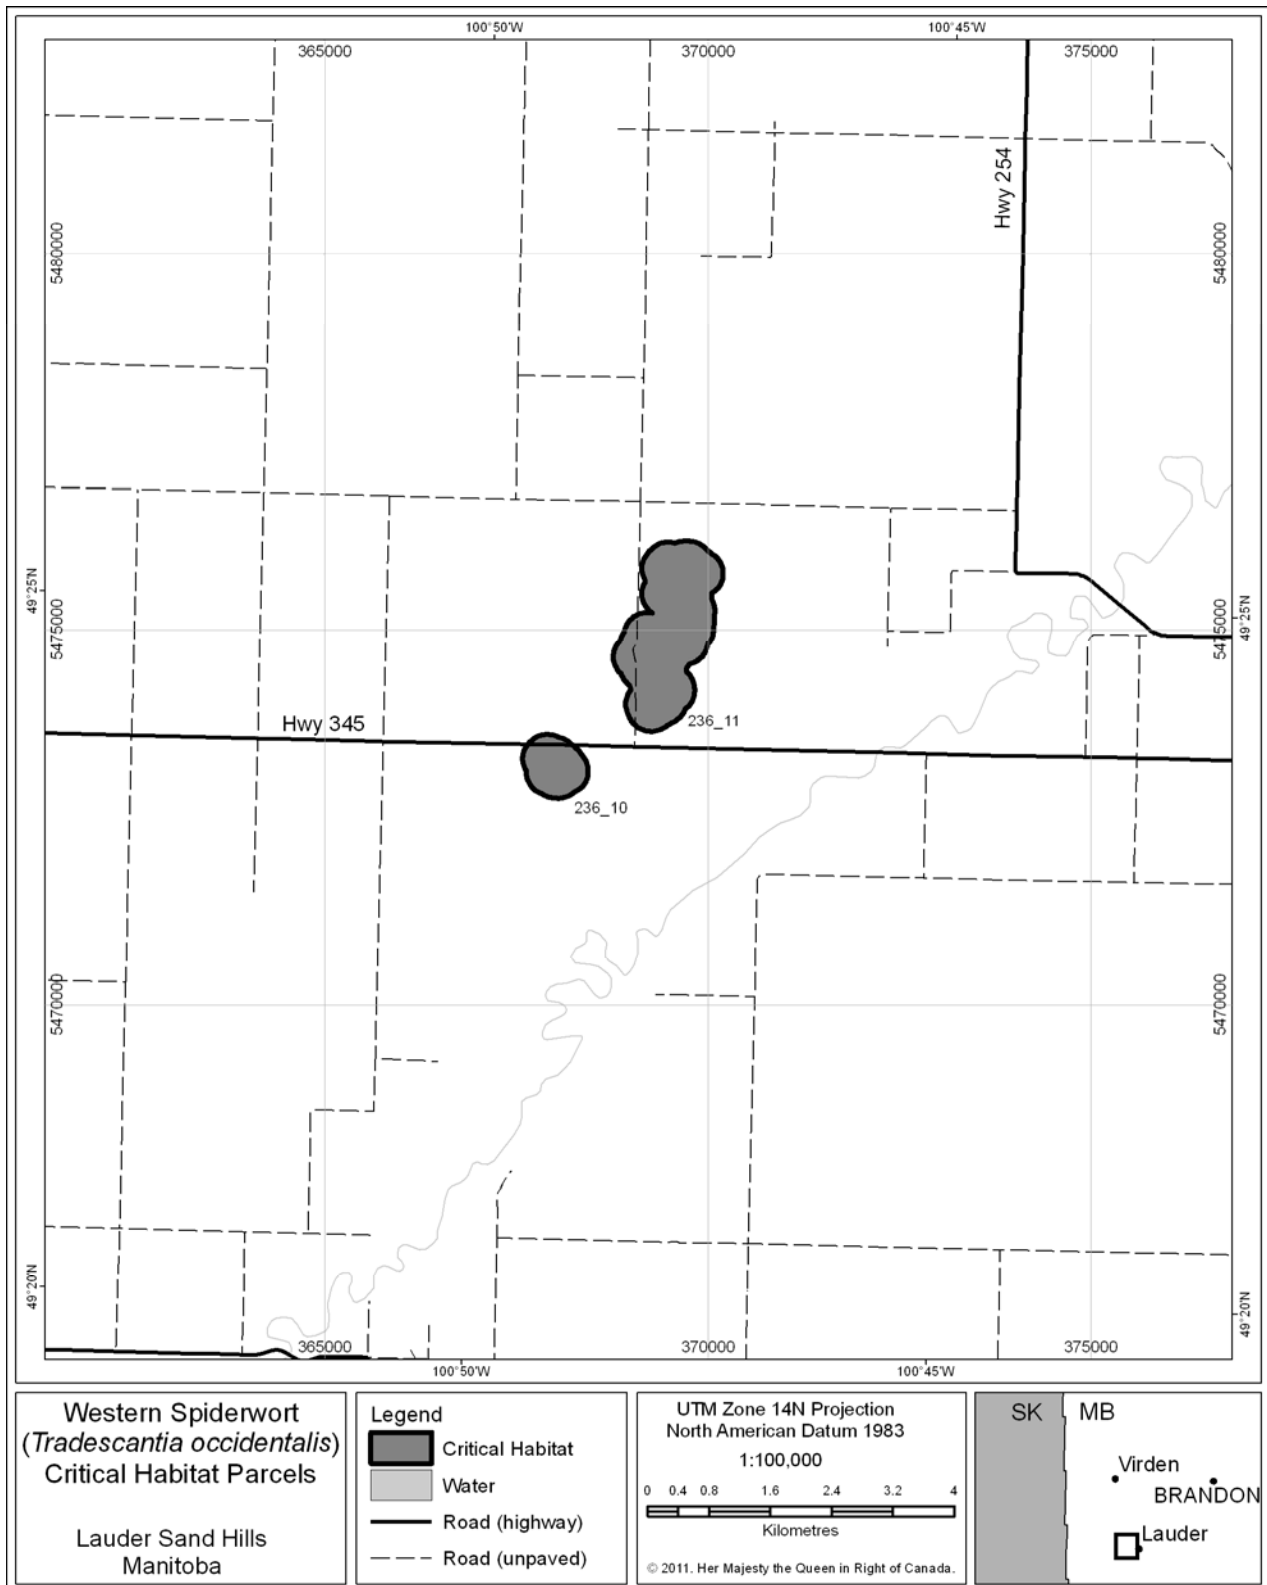 100°50'W
100°45'W
365000
370000
375000
Hwy 254
5480000
5480000
49°25'N
5475000
5475000
49°25'N
236_11
Hwy 345
236_10
5470000
5470000
49°20'N
49°20'N
365000
370000
375000
100°50'W
100°45'W
Western Spiderwort
(Tradescantia occidentalis)
Critical Habitat Parcels
Lauder Sand Hills
Manitoba
Legend
Critical Habitat
Water
Road (highway)
Road (unpaved)
UTM Zone 14N Projection
North American Datum 1983
1:100,000
0 0.4 0.8 1.6 2.4 3.2 4
Kilometres
© 2011. Her Majesty the Queen in Right of Canada.
SK MB
Virden
BRANDON
Lauder